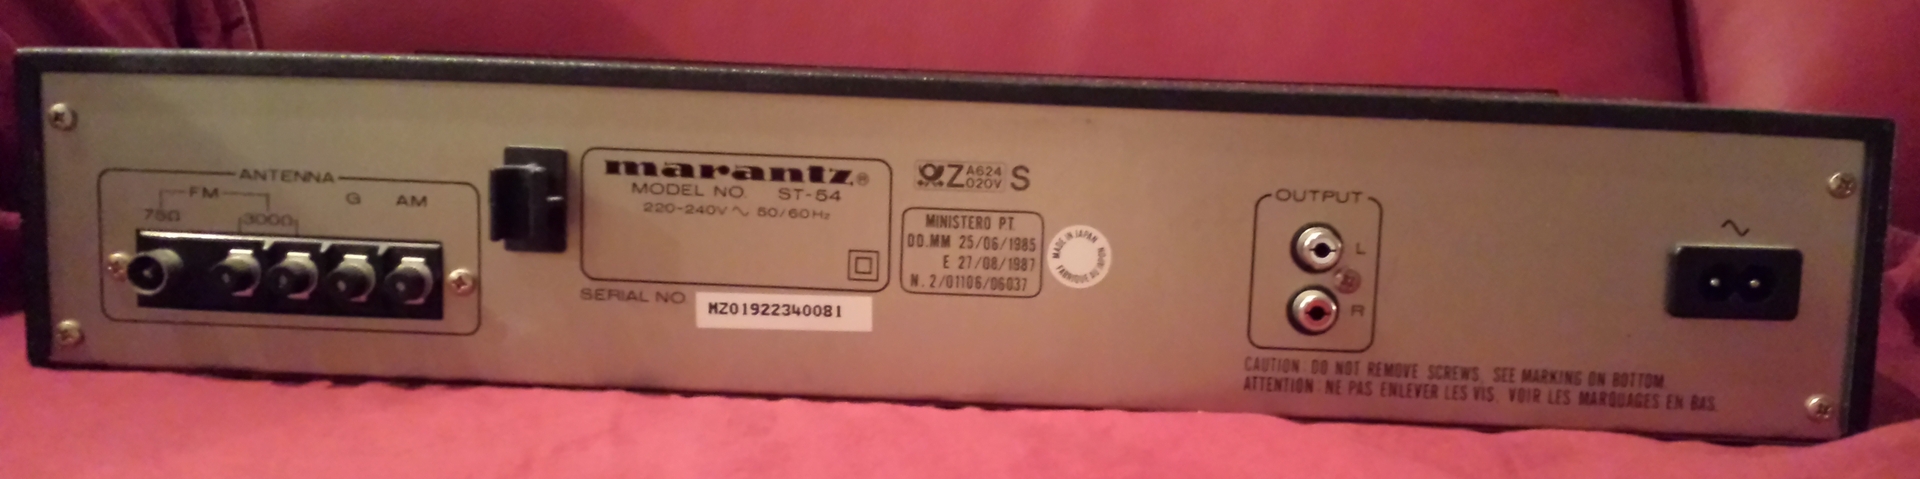 ANTENNA
FM G AM
75Ω 300Ω
marantz®
MODEL NO. ST-54
220-240V ~ 50/60Hz
SERIAL NO
MZ01922340081
Z A624 020V S
MINISTERO PT.
DD.MM 25/06/1985
E 27/08/1987
N. 2/01106/06037
MADE IN JAPAN
FABRIQUE AU JAPON
OUTPUT
L
R
~
CAUTION: DO NOT REMOVE SCREWS. SEE MARKING ON BOTTOM.
ATTENTION: NE PAS ENLEVER LES VIS. VOIR LES MARQUAGES EN BAS.